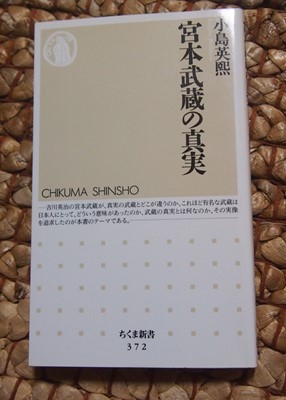 小島英煕
宮本武蔵の真実
CHIKUMA SHINSHO
──吉川英治の宮本武蔵が、真実の武蔵とどこが違うのか、これほど有名な武蔵は
日本人にとって、どういう意味があったのか、武蔵の真実とは何なのか、その実像
を追求したのが本書のテーマである。──
ちくま新書
372